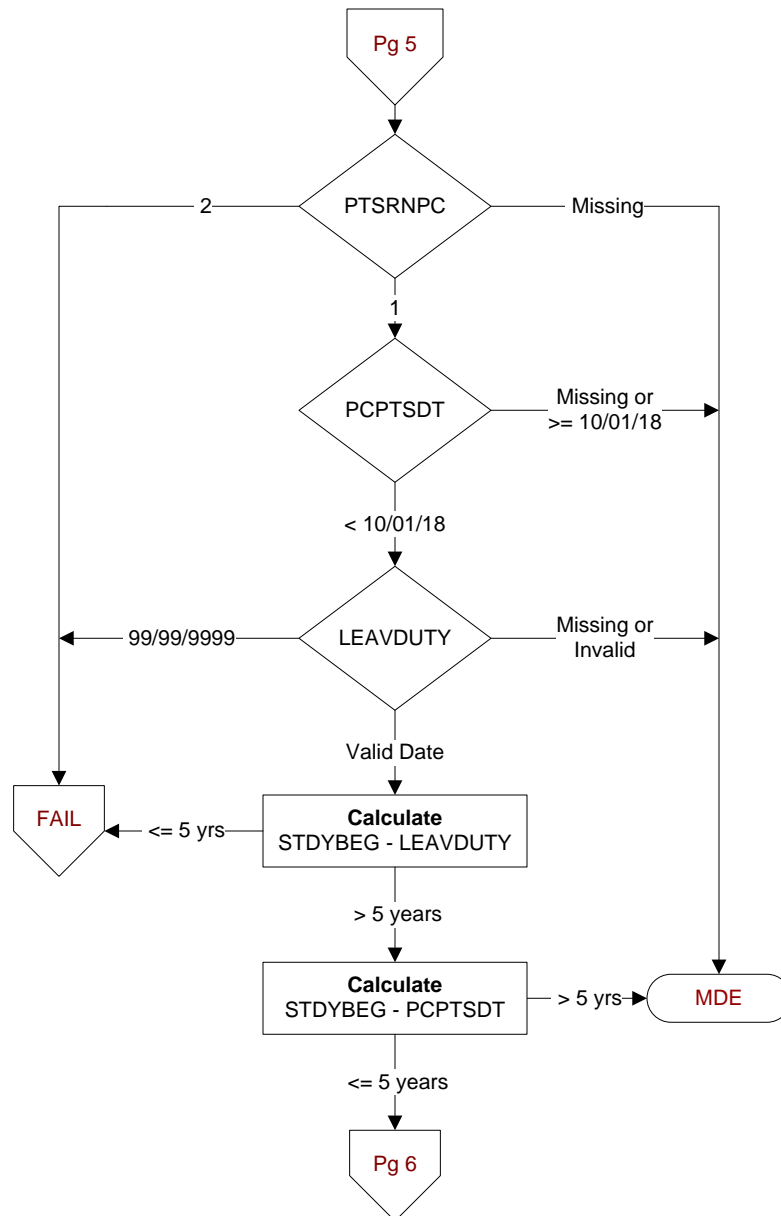 Pg 5
PTSRNPC
2
Missing
1
PCPTSDT
Missing or
>= 10/01/18
< 10/01/18
LEAVDUTY
99/99/9999
Missing or
Invalid
Valid Date
FAIL
<= 5 yrs
Calculate
STDYBEG - LEAVDUTY
> 5 years
Calculate
STDYBEG - PCPTSDT
> 5 yrs
MDE
<= 5 years
Pg 6